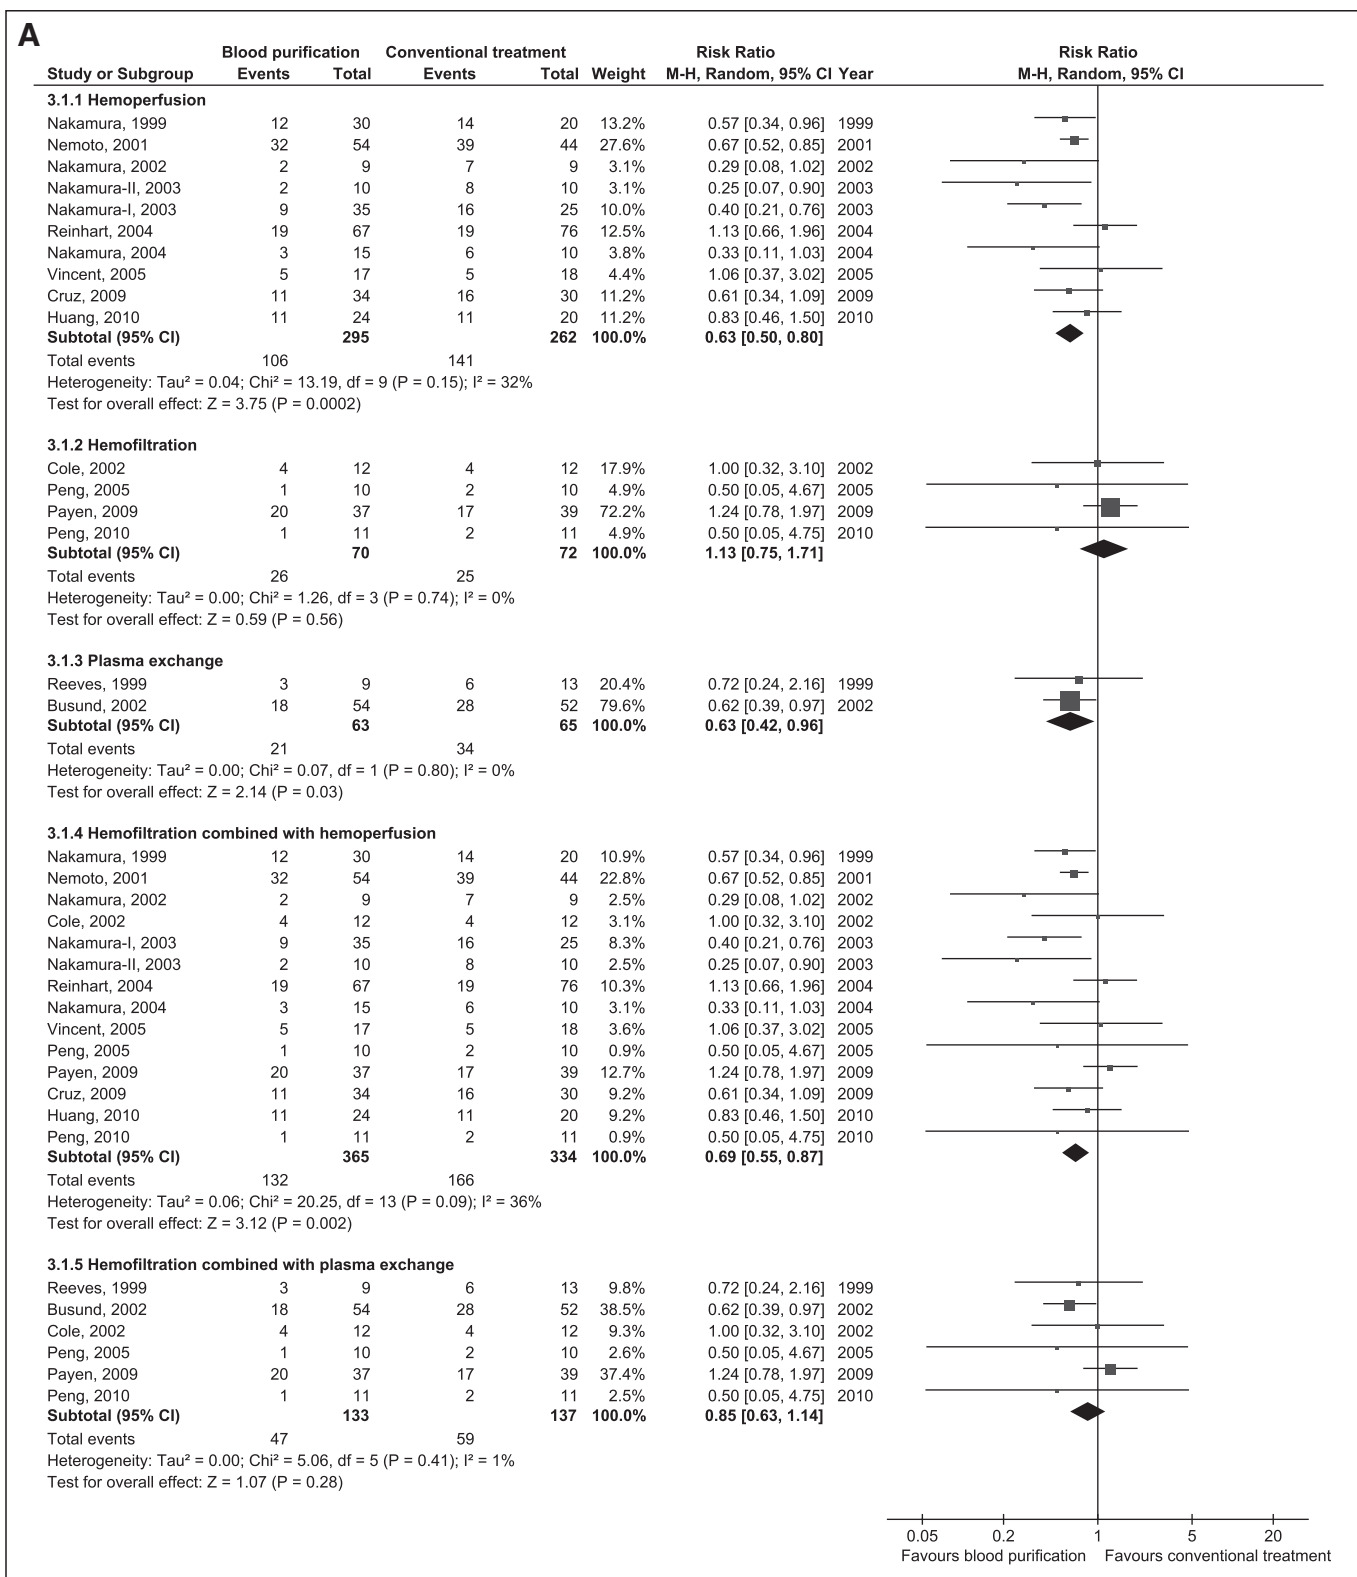 A
Blood purification Conventional treatment Risk Ratio Risk Ratio
Study or Subgroup Events Total Events Total Weight M-H, Random, 95% CI Year M-H, Random, 95% CI
3.1.1 Hemoperfusion
Nakamura, 1999 12 30 14 20 13.2% 0.57 [0.34, 0.96] 1999
Nemoto, 2001 32 54 39 44 27.6% 0.67 [0.52, 0.85] 2001
Nakamura, 2002 2 9 7 9 3.1% 0.29 [0.08, 1.02] 2002
Nakamura-II, 2003 2 10 8 10 3.1% 0.25 [0.07, 0.90] 2003
Nakamura-I, 2003 9 35 16 25 10.0% 0.40 [0.21, 0.76] 2003
Reinhart, 2004 19 67 19 76 12.5% 1.13 [0.66, 1.96] 2004
Nakamura, 2004 3 15 6 10 3.8% 0.33 [0.11, 1.03] 2004
Vincent, 2005 5 17 5 18 4.4% 1.06 [0.37, 3.02] 2005
Cruz, 2009 11 34 16 30 11.2% 0.61 [0.34, 1.09] 2009
Huang, 2010 11 24 11 20 11.2% 0.83 [0.46, 1.50] 2010
Subtotal (95% CI) 295 262 100.0% 0.63 [0.50, 0.80]
Total events 106 141
Heterogeneity: Tau² = 0.04; Chi² = 13.19, df = 9 (P = 0.15); I² = 32%
Test for overall effect: Z = 3.75 (P = 0.0002)
3.1.2 Hemofiltration
Cole, 2002 4 12 4 12 17.9% 1.00 [0.32, 3.10] 2002
Peng, 2005 1 10 2 10 4.9% 0.50 [0.05, 4.67] 2005
Payen, 2009 20 37 17 39 72.2% 1.24 [0.78, 1.97] 2009
Peng, 2010 1 11 2 11 4.9% 0.50 [0.05, 4.75] 2010
Subtotal (95% CI) 70 72 100.0% 1.13 [0.75, 1.71]
Total events 26 25
Heterogeneity: Tau² = 0.00; Chi² = 1.26, df = 3 (P = 0.74); I² = 0%
Test for overall effect: Z = 0.59 (P = 0.56)
3.1.3 Plasma exchange
Reeves, 1999 3 9 6 13 20.4% 0.72 [0.24, 2.16] 1999
Busund, 2002 18 54 28 52 79.6% 0.62 [0.39, 0.97] 2002
Subtotal (95% CI) 63 65 100.0% 0.63 [0.42, 0.96]
Total events 21 34
Heterogeneity: Tau² = 0.00; Chi² = 0.07, df = 1 (P = 0.80); I² = 0%
Test for overall effect: Z = 2.14 (P = 0.03)
3.1.4 Hemofiltration combined with hemoperfusion
Nakamura, 1999 12 30 14 20 10.9% 0.57 [0.34, 0.96] 1999
Nemoto, 2001 32 54 39 44 22.8% 0.67 [0.52, 0.85] 2001
Nakamura, 2002 2 9 7 9 2.5% 0.29 [0.08, 1.02] 2002
Cole, 2002 4 12 4 12 3.1% 1.00 [0.32, 3.10] 2002
Nakamura-I, 2003 9 35 16 25 8.3% 0.40 [0.21, 0.76] 2003
Nakamura-II, 2003 2 10 8 10 2.5% 0.25 [0.07, 0.90] 2003
Reinhart, 2004 19 67 19 76 10.3% 1.13 [0.66, 1.96] 2004
Nakamura, 2004 3 15 6 10 3.1% 0.33 [0.11, 1.03] 2004
Vincent, 2005 5 17 5 18 3.6% 1.06 [0.37, 3.02] 2005
Peng, 2005 1 10 2 10 0.9% 0.50 [0.05, 4.67] 2005
Payen, 2009 20 37 17 39 12.7% 1.24 [0.78, 1.97] 2009
Cruz, 2009 11 34 16 30 9.2% 0.61 [0.34, 1.09] 2009
Huang, 2010 11 24 11 20 9.2% 0.83 [0.46, 1.50] 2010
Peng, 2010 1 11 2 11 0.9% 0.50 [0.05, 4.75] 2010
Subtotal (95% CI) 365 334 100.0% 0.69 [0.55, 0.87]
Total events 132 166
Heterogeneity: Tau² = 0.06; Chi² = 20.25, df = 13 (P = 0.09); I² = 36%
Test for overall effect: Z = 3.12 (P = 0.002)
3.1.5 Hemofiltration combined with plasma exchange
Reeves, 1999 3 9 6 13 9.8% 0.72 [0.24, 2.16] 1999
Busund, 2002 18 54 28 52 38.5% 0.62 [0.39, 0.97] 2002
Cole, 2002 4 12 4 12 9.3% 1.00 [0.32, 3.10] 2002
Peng, 2005 1 10 2 10 2.6% 0.50 [0.05, 4.67] 2005
Payen, 2009 20 37 17 39 37.4% 1.24 [0.78, 1.97] 2009
Peng, 2010 1 11 2 11 2.5% 0.50 [0.05, 4.75] 2010
Subtotal (95% CI) 133 137 100.0% 0.85 [0.63, 1.14]
Total events 47 59
Heterogeneity: Tau² = 0.00; Chi² = 5.06, df = 5 (P = 0.41); I² = 1%
Test for overall effect: Z = 1.07 (P = 0.28)
0.05 0.2 1 5 20
Favours blood purification Favours conventional treatment